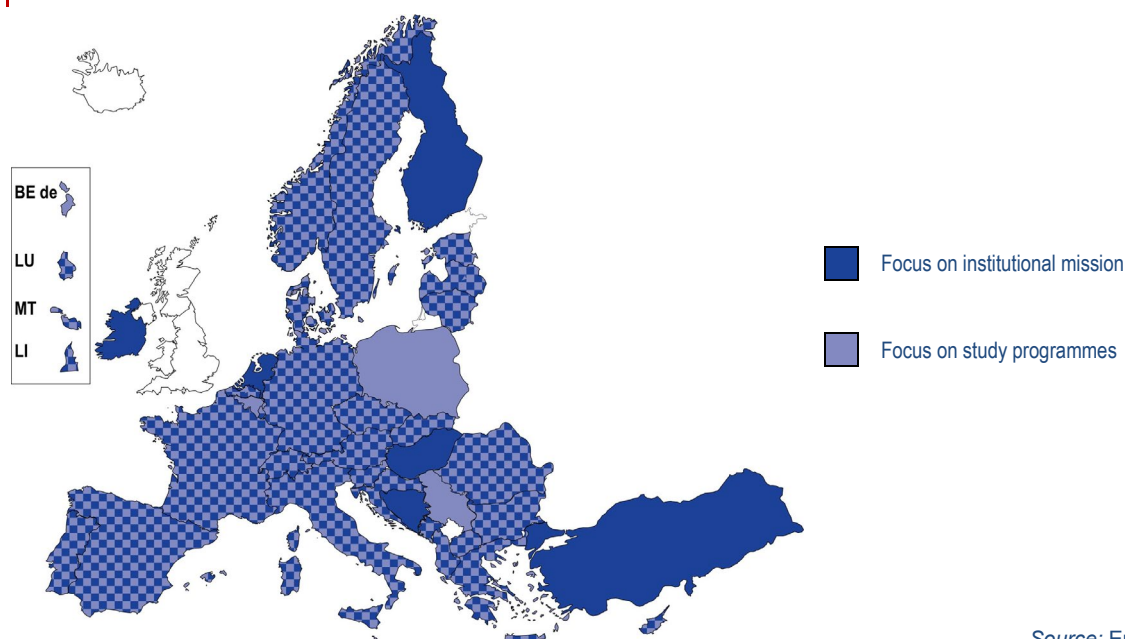 BE de
LU
MT
LI
Focus on institutional mission
Focus on study programmes
Source: